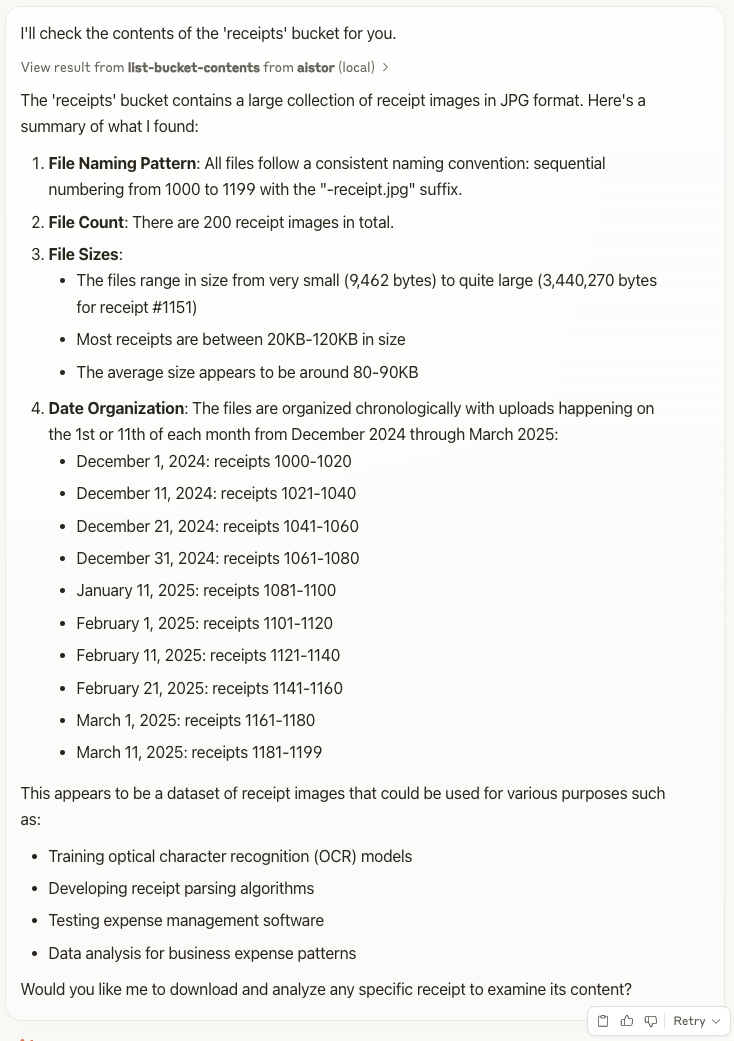 I'll check the contents of the 'receipts' bucket for you.
View result from list-bucket-contents from aistor (local) >
The 'receipts' bucket contains a large collection of receipt images in JPG format. Here's a
summary of what I found:
1. File Naming Pattern: All files follow a consistent naming convention: sequential
numbering from 1000 to 1199 with the "-receipt.jpg" suffix.
2. File Count: There are 200 receipt images in total.
3. File Sizes:
• The files range in size from very small (9,462 bytes) to quite large (3,440,270 bytes
for receipt #1151)
• Most receipts are between 20KB-120KB in size
• The average size appears to be around 80-90KB
4. Date Organization: The files are organized chronologically with uploads happening on
the 1st or 11th of each month from December 2024 through March 2025:
• December 1, 2024: receipts 1000-1020
• December 11, 2024: receipts 1021-1040
• December 21, 2024: receipts 1041-1060
• December 31, 2024: receipts 1061-1080
• January 11, 2025: receipts 1081-1100
• February 1, 2025: receipts 1101-1120
• February 11, 2025: receipts 1121-1140
• February 21, 2025: receipts 1141-1160
• March 1, 2025: receipts 1161-1180
• March 11, 2025: receipts 1181-1199
This appears to be a dataset of receipt images that could be used for various purposes such
as:
• Training optical character recognition (OCR) models
• Developing receipt parsing algorithms
• Testing expense management software
• Data analysis for business expense patterns
Would you like me to download and analyze any specific receipt to examine its content?
Retry